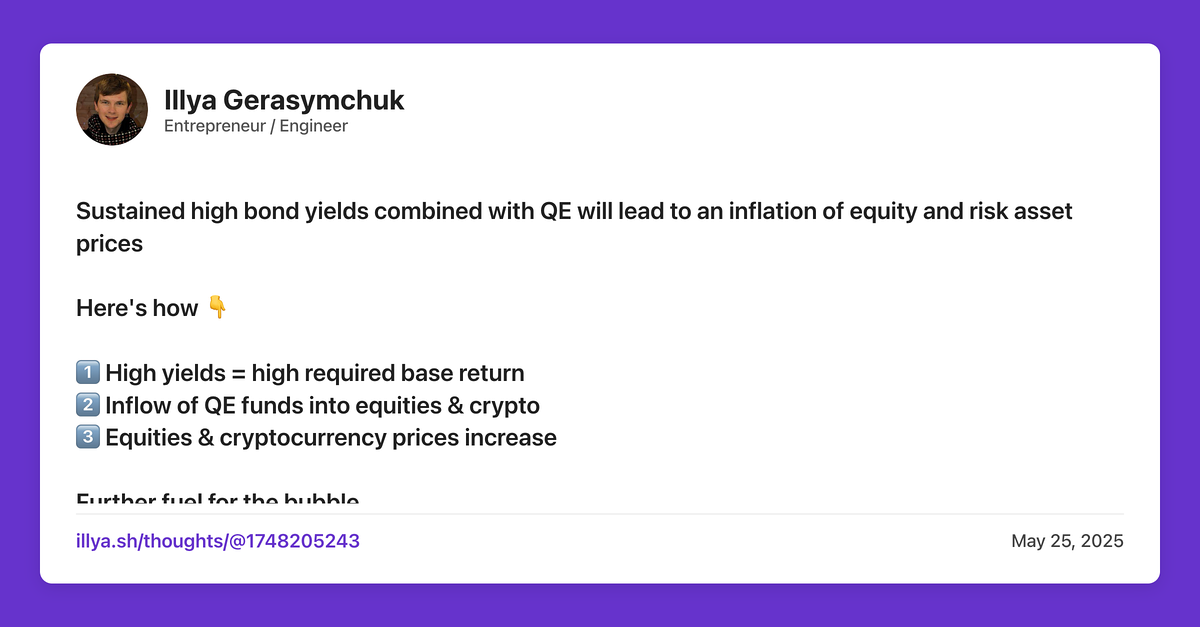 Illya Gerasymchuk
Entrepreneur / Engineer
Sustained high bond yields combined with QE will lead to an inflation of equity and risk asset
prices
Here's how 👇
1️⃣ High yields = high required base return
2️⃣ Inflow of QE funds into equities & crypto
3️⃣ Equities & cryptocurrency prices increase
Further fuel for the bubble
illya.sh/thoughts/@1748205243
May 25, 2025